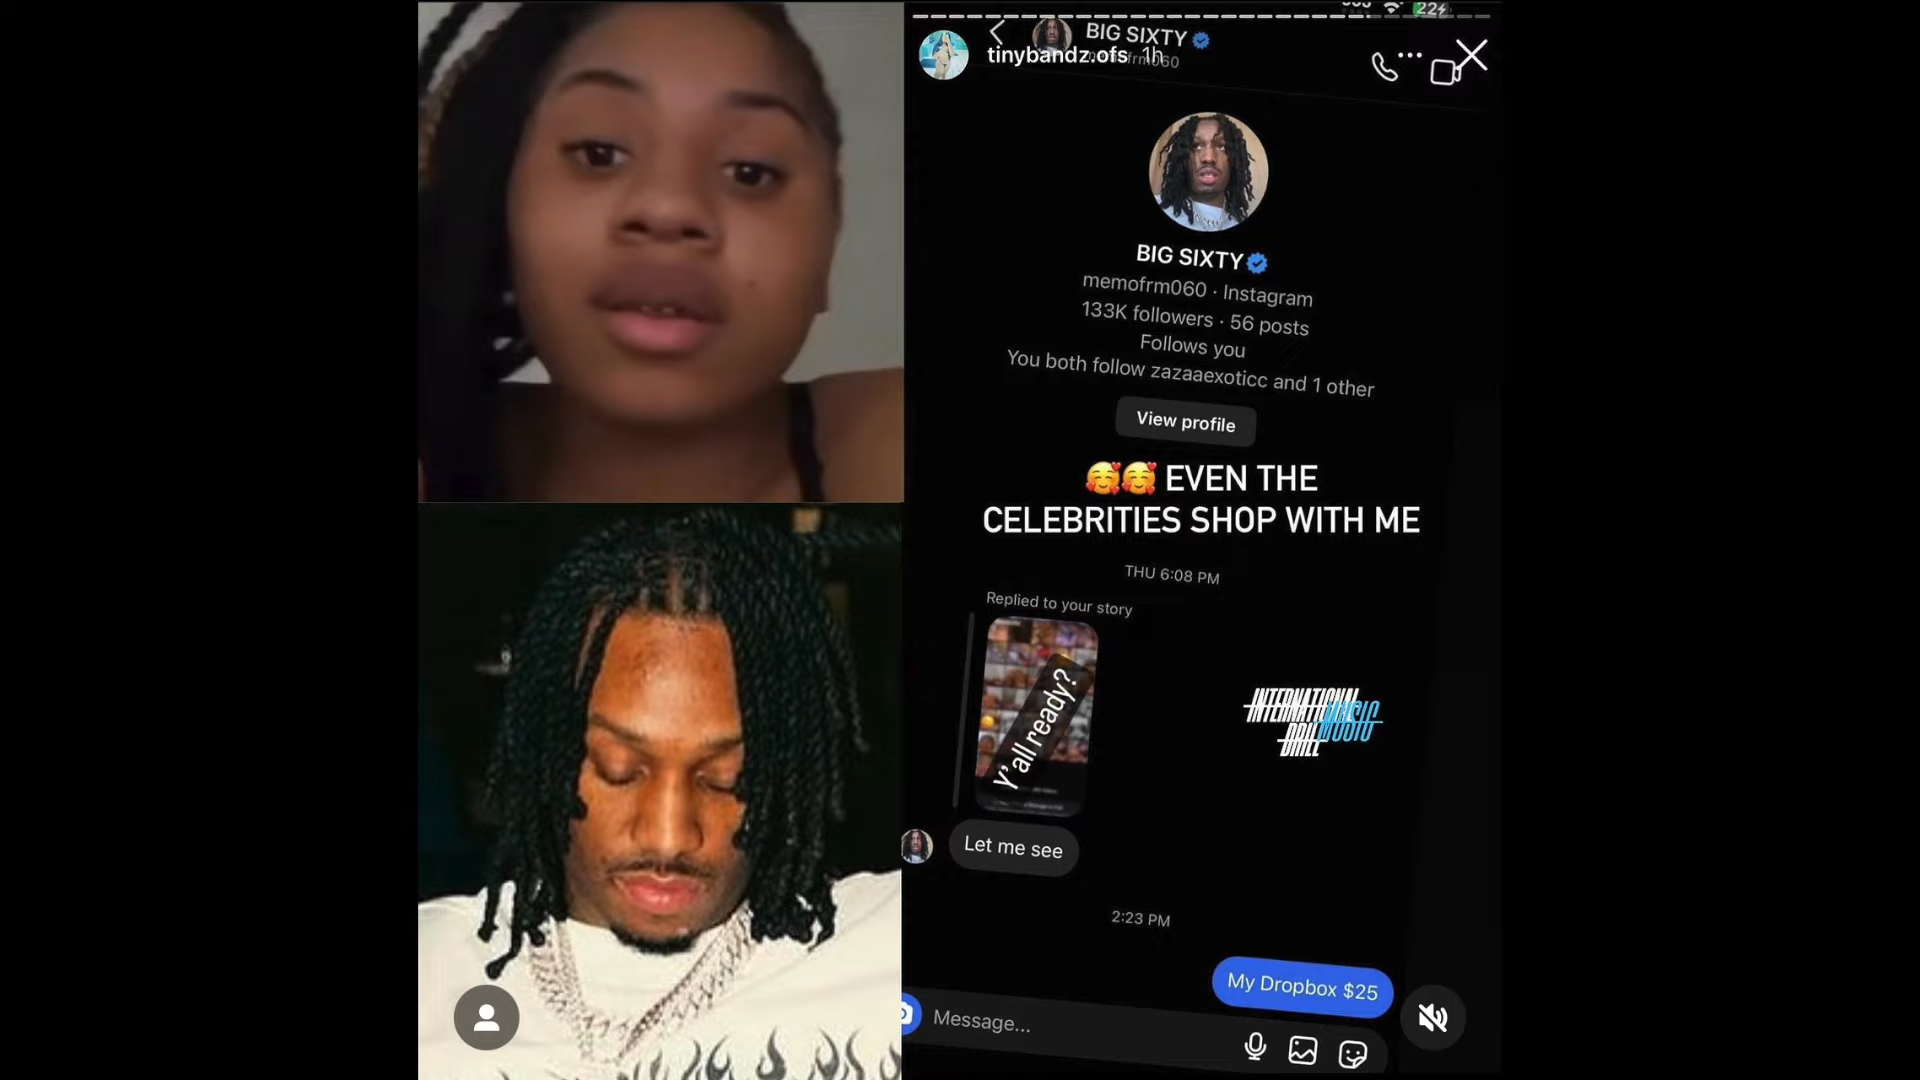 22
BIG SIXTY
tinybandz.ofs 1h
BIG SIXTY
memofrm060 · Instagram
133K followers · 56 posts
Follows you
You both follow zazaaexoticc and 1 other
View profile
🥰🥰 EVEN THE
CELEBRITIES SHOP WITH ME
THU 6:08 PM
Replied to your story
Y'all ready?
INTERNATIONAL
DRILL MUSIC
Let me see
2:23 PM
My Dropbox $25
Message...